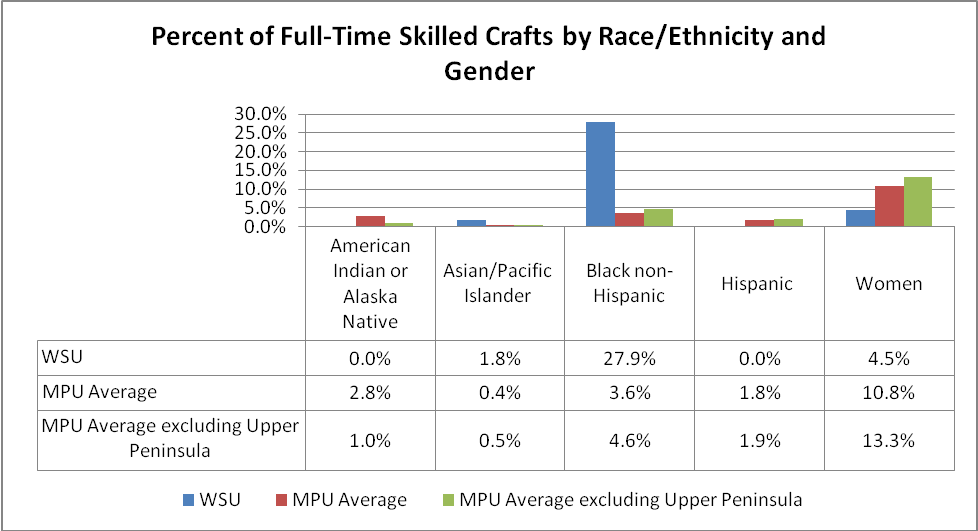 Percent of Full-Time Skilled Crafts by Race/Ethnicity and
Gender
30.0%
25.0%
20.0%
15.0%
10.0%
5.0%
0.0%
American
Indian or
Alaska
Native
Asian/Pacific
Islander
Black non-
Hispanic
Hispanic
Women
WSU 0.0% 1.8% 27.9% 0.0% 4.5%
MPU Average 2.8% 0.4% 3.6% 1.8% 10.8%
MPU Average excluding Upper
Peninsula 1.0% 0.5% 4.6% 1.9% 13.3%
WSU MPU Average MPU Average excluding Upper Peninsula